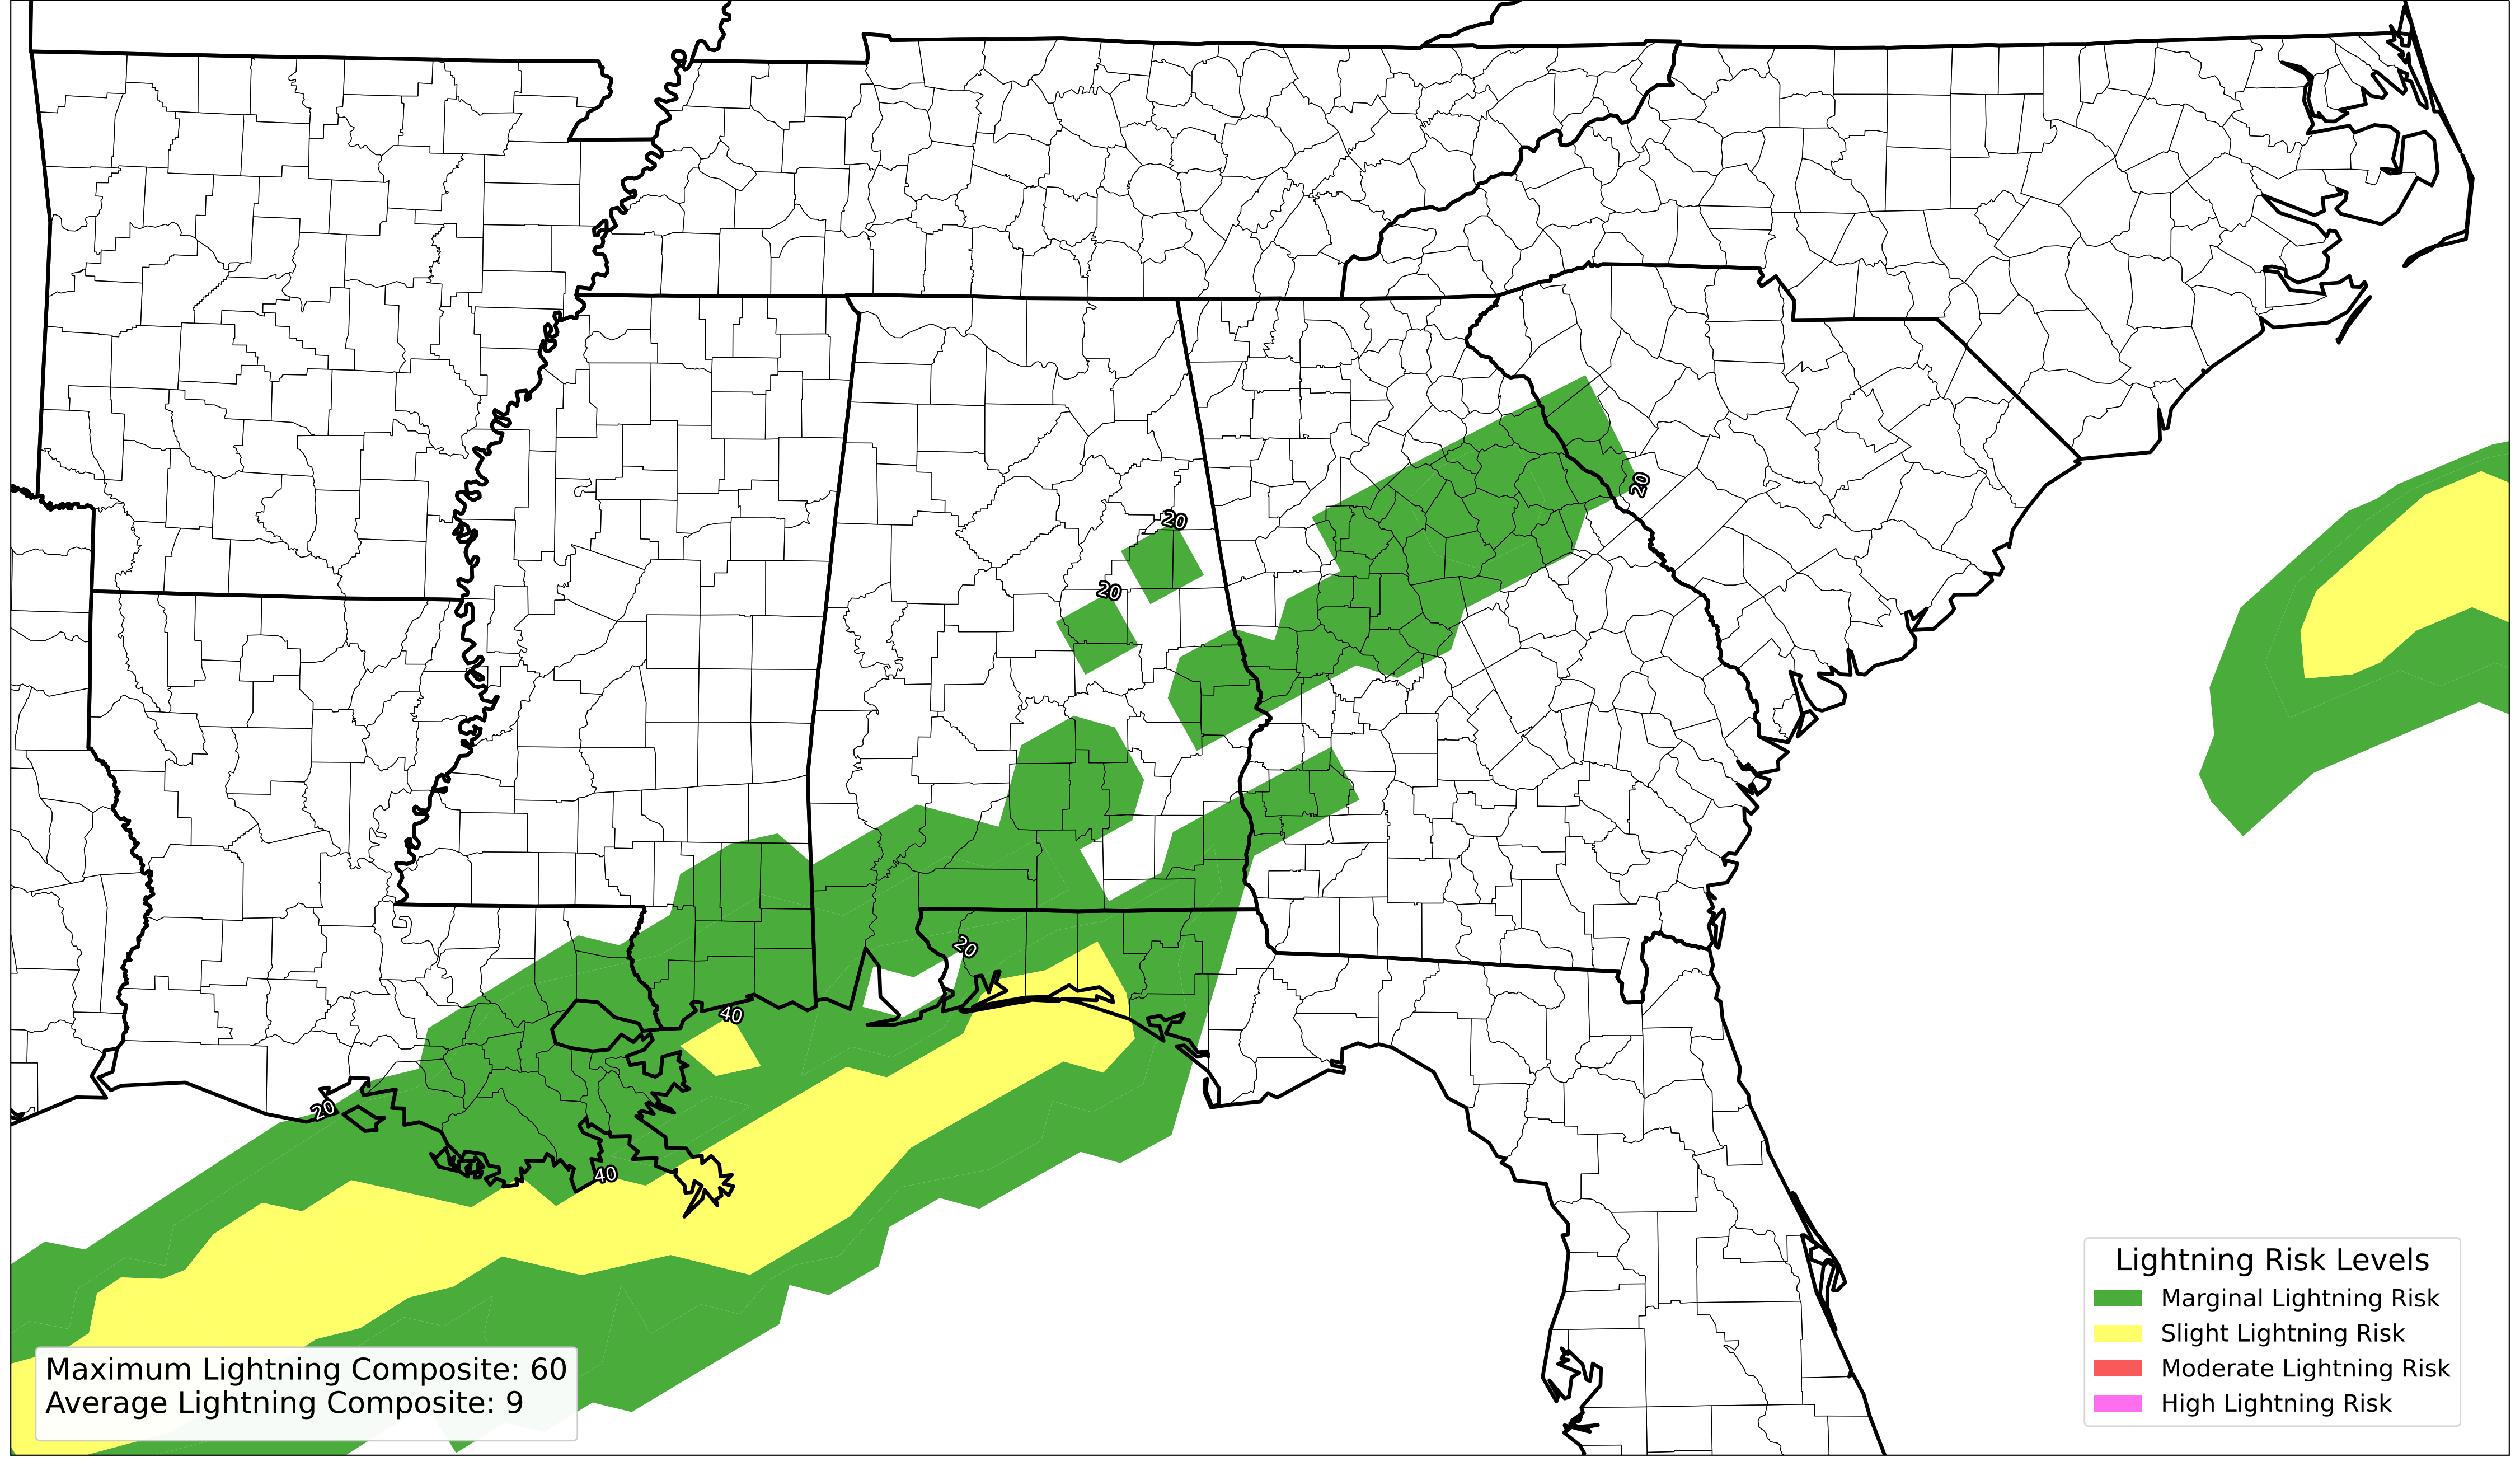 20
20
20
20
40
20
40
Maximum Lightning Composite: 60
Average Lightning Composite: 9
Lightning Risk Levels
Marginal Lightning Risk
Slight Lightning Risk
Moderate Lightning Risk
High Lightning Risk